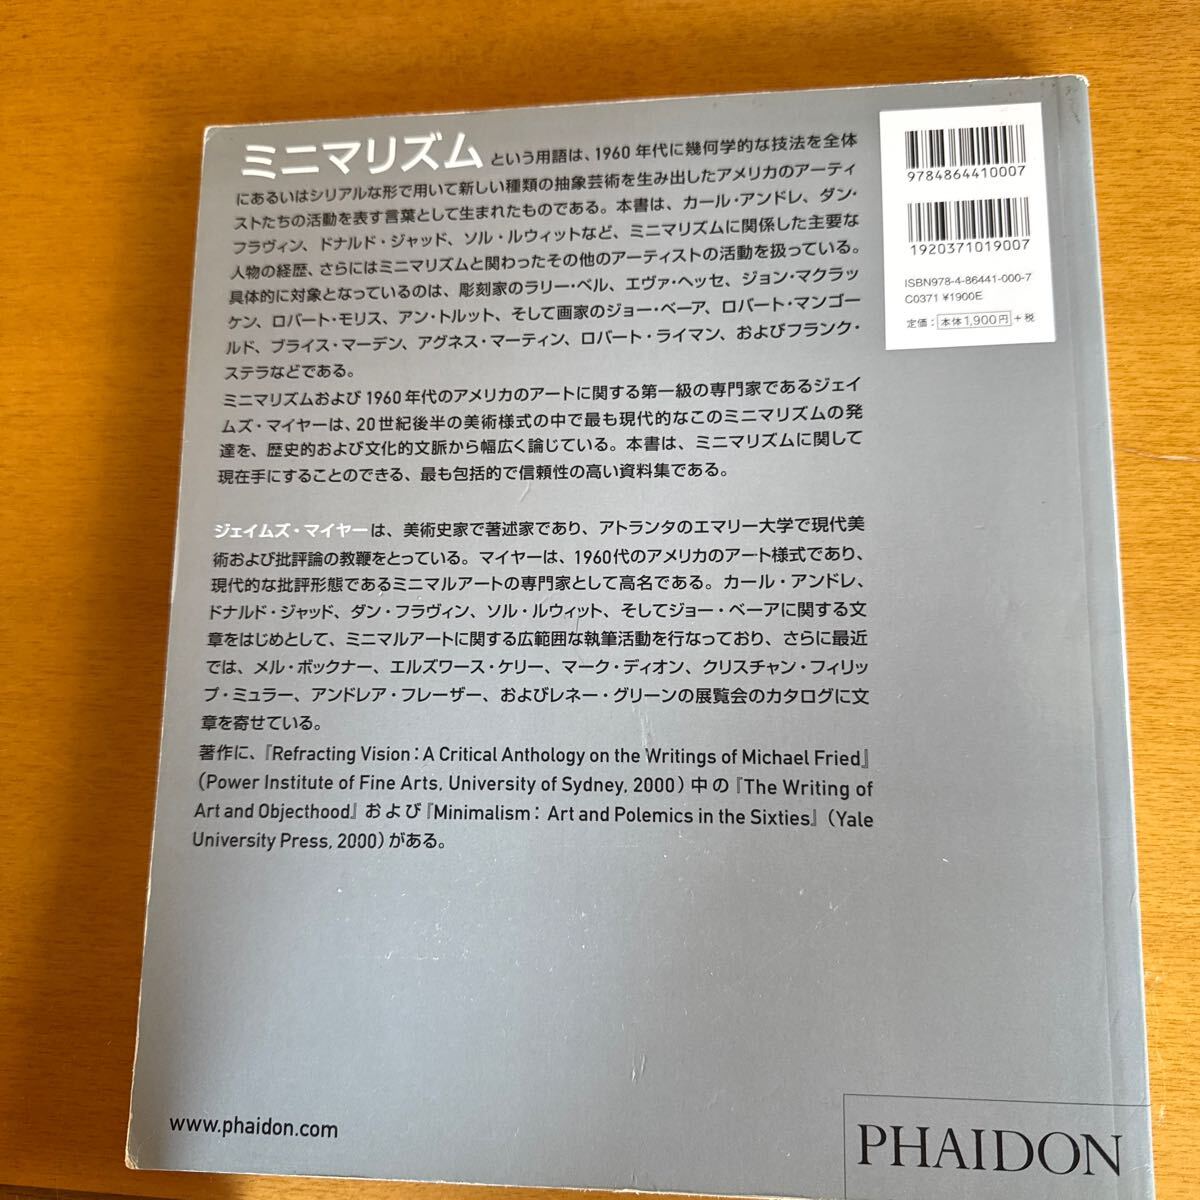 ミニマリズムという用語は、1960年代に幾何学的な技法を全体
にあるいはシリアルな形で用いて新しい種類の抽象芸術を生み出したアメリカのアーティ
ストたちの活動を表す言葉として生まれたものである。本書は、カール・アンドレ、ダン・
フラヴィン、ドナルド・ジャッド、ソル・ルウィットなど、ミニマリズムに関係した主要な
人物の経歴、さらにはミニマリズムと関わったその他のアーティストの活動を扱っている。
具体的に対象となっているのは、彫刻家のラリー・ベル、エヴァ・ヘッセ、ジョン・マクラッ
ケン、ロバート・モリス、アン・トルット、そして画家のジョー・ベーア、ロバート・マンゴー
ルド、ブライス・マーデン、アグネス・マーティン、ロバート・ライマン、およびフランク・
ステラなどである。
ミニマリズムおよび1960年代のアメリカのアートに関する第一級の専門家であるジェイ
ムズ・マイヤーは、20世紀後半の美術様式の中で最も現代的なこのミニマリズムの発
達を、歴史的および文化的文脈から幅広く論じている。本書は、ミニマリズムに関して
現在手にすることのできる、最も包括的で信頼性の高い資料集である。
ジェイムズ・マイヤーは、美術史家で著述家であり、アトランタのエマリー大学で現代美
術および批評論の教鞭をとっている。マイヤーは、1960代のアメリカのアート様式であり、
現代的な批評形態であるミニマルアートの専門家として高名である。カール・アンドレ、
ドナルド・ジャッド、ダン・フラヴィン、ソル・ルウィット、そしてジョー・ベーアに関する文
章をはじめとして、ミニマルアートに関する広範囲な執筆活動を行なっており、さらに最近
では、メル・ボックナー、エルズワース・ケリー、マーク・ディオン、クリスチャン・フィリッ
プ・ミュラー、アンドレア・フレーザー、およびレネー・グリーンの展覧会のカタログに文
章を寄せている。
著作に、『Refracting Vision: A Critical Anthology on the Writings of Michael Fried』
(Power Institute of Fine Arts, University of Sydney, 2000) 中の『The Writing of
Art and Objecthood』および『Minimalism: Art and Polemics in the Sixties』(Yale
University Press, 2000)がある。
9784864410007
1920371019007
ISBN978-4-86441-000-7
C0371 ¥1900E
定価：本体1,900円+税
www.phaidon.com
PHAIDON